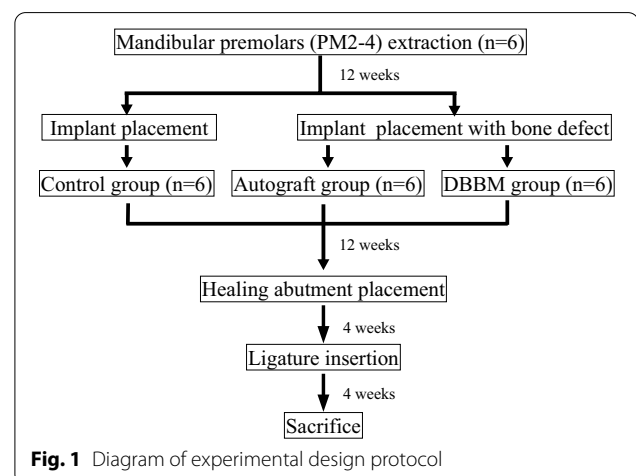 Mandibular premolars (PM2-4) extraction (n=6)
12 weeks
Implant placement
Implant placement with bone defect
Control group (n=6)
Autograft group (n=6)
DBBM group (n=6)
12 weeks
Healing abutment placement
4 weeks
Ligature insertion
4 weeks
Sacrifice
Fig. 1 Diagram of experimental design protocol